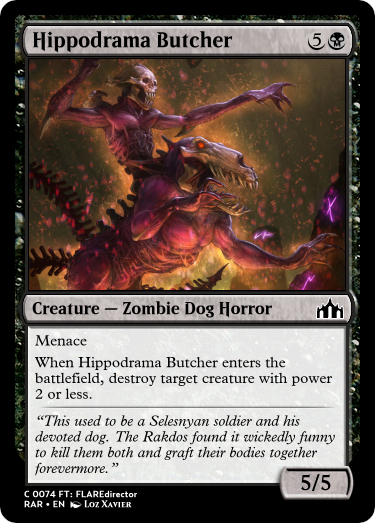 Hippodrama Butcher 5
Creature — Zombie Dog Horror
Menace
When Hippodrama Butcher enters the
battlefield, destroy target creature with power
2 or less.
“This used to be a Selesnyan soldier and his
devoted dog. The Rakdos found it wickedly funny
to kill them both and graft their bodies together
forevermore.”
5/5
C 0074 FT: FLAREdirector
RAR • EN Loz Xavier